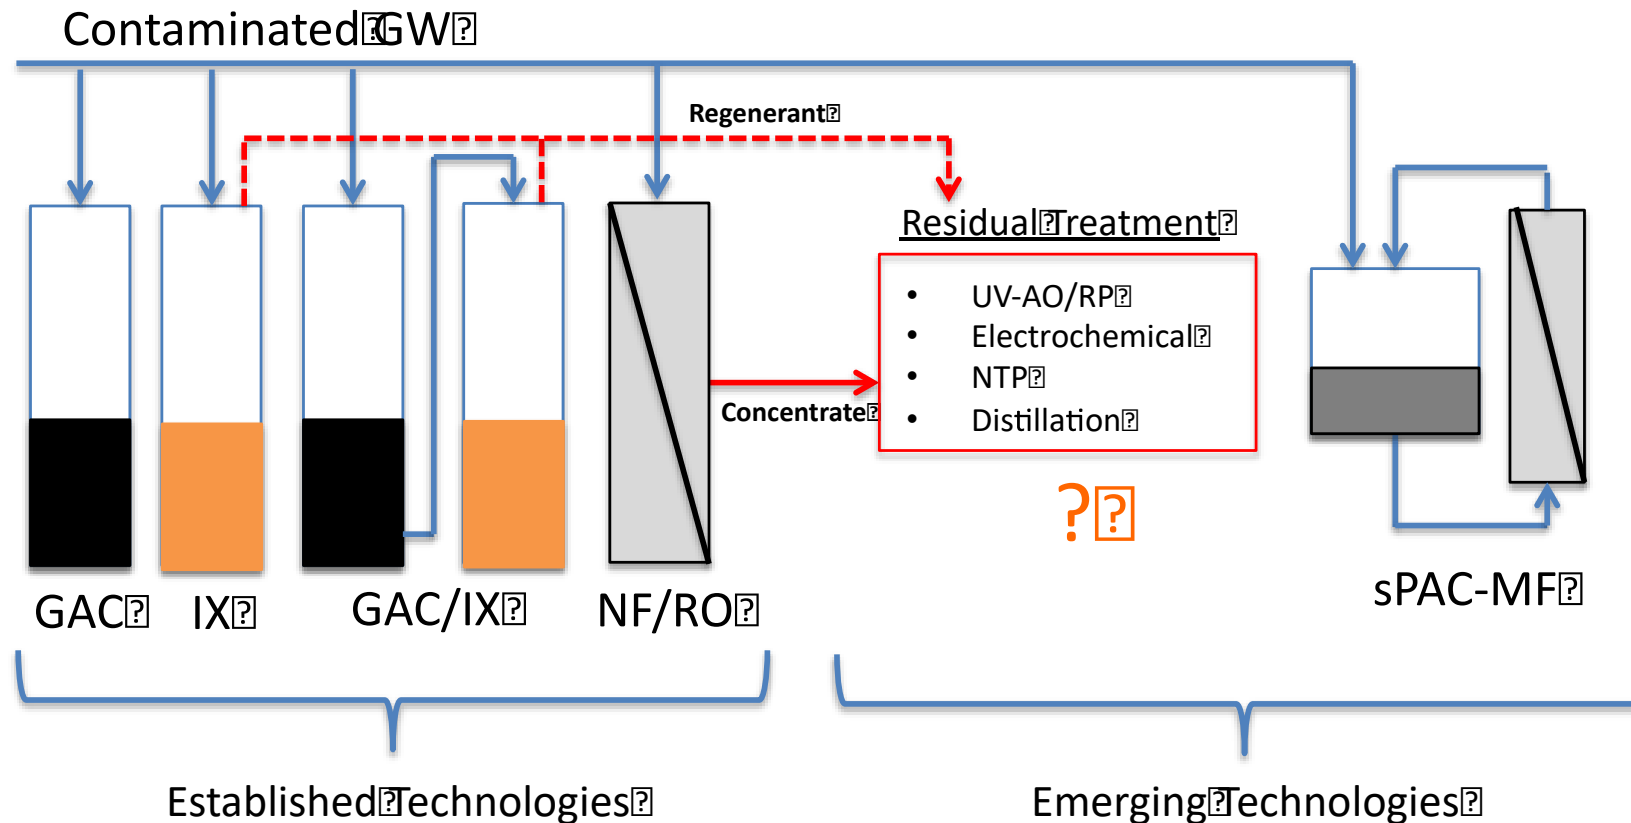 Contaminated⍰GW⍰
Regenerant⍰
Residual⍰Treatment⍰
• UV-AO/RP⍰
• Electrochemical⍰
• NTP⍰
• Distillation⍰
Concentrate⍰
?⍰
GAC⍰
IX⍰
GAC/IX⍰
NF/RO⍰
sPAC-MF⍰
Established⍰Technologies⍰
Emerging⍰Technologies⍰